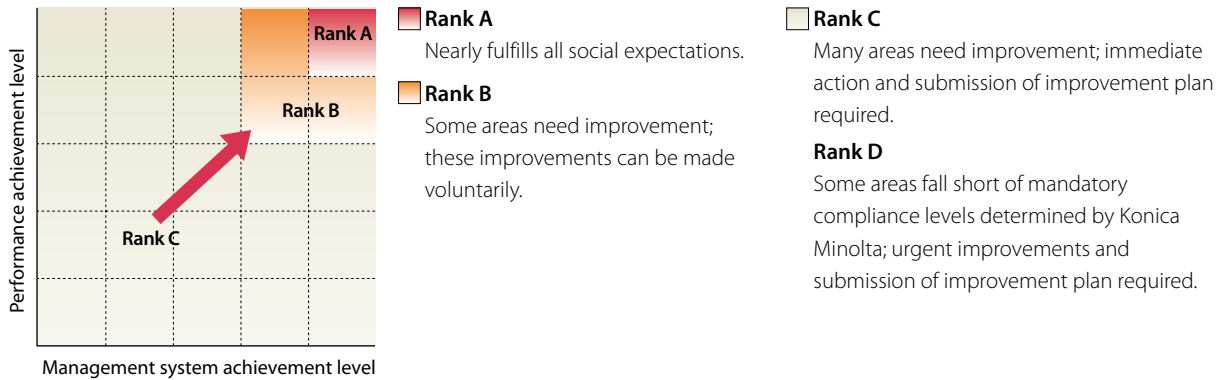 Performance achievement level
Rank A
Rank B
Rank C
Management system achievement level
Rank A
Nearly fulfills all social expectations.
Rank B
Some areas need improvement;
these improvements can be made
voluntarily.
Rank C
Many areas need improvement; immediate
action and submission of improvement plan
required.
Rank D
Some areas fall short of mandatory
compliance levels determined by Konica
Minolta; urgent improvements and
submission of improvement plan required.